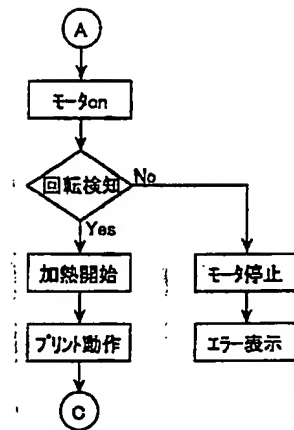 A
モータon
回転検知
No
Yes
加熱開始
モータ停止
プリント動作
エラー表示
C